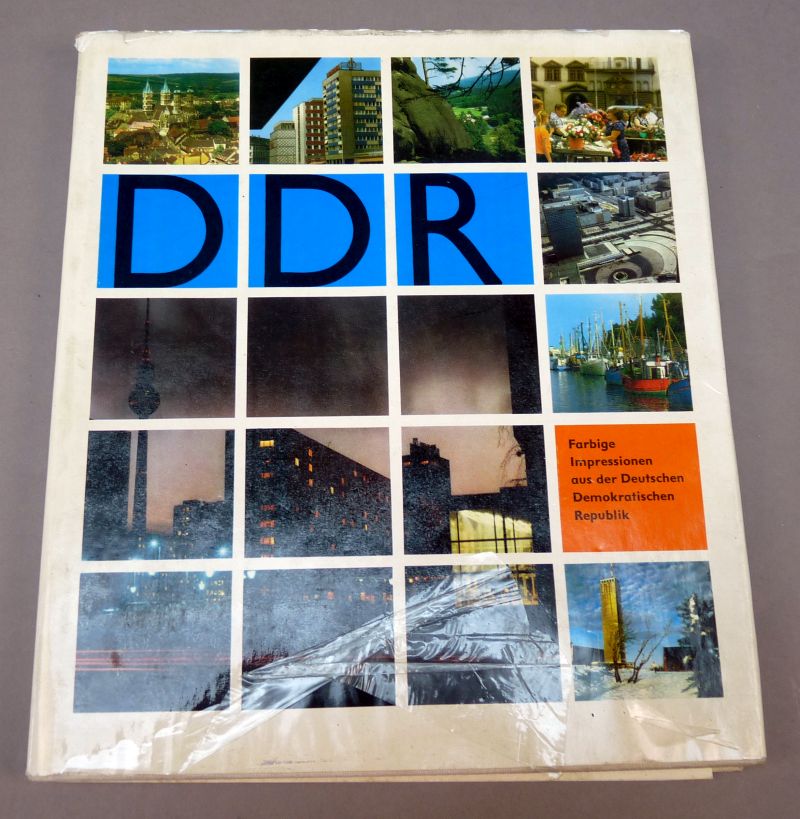 DDR
Farbige
Impressionen
aus der Deutschen
Demokratischen
Republik